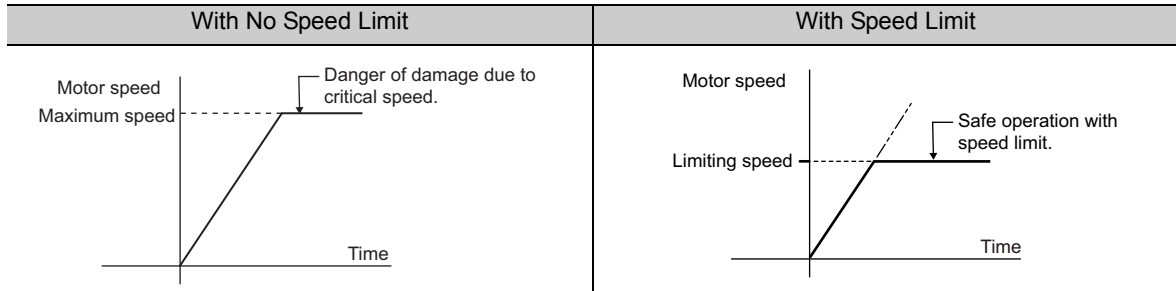 With No Speed Limit
With Speed Limit
Motor speed
Maximum speed
Danger of damage due to
critical speed.
Time
Motor speed
Limiting speed
Safe operation with
speed limit.
Time